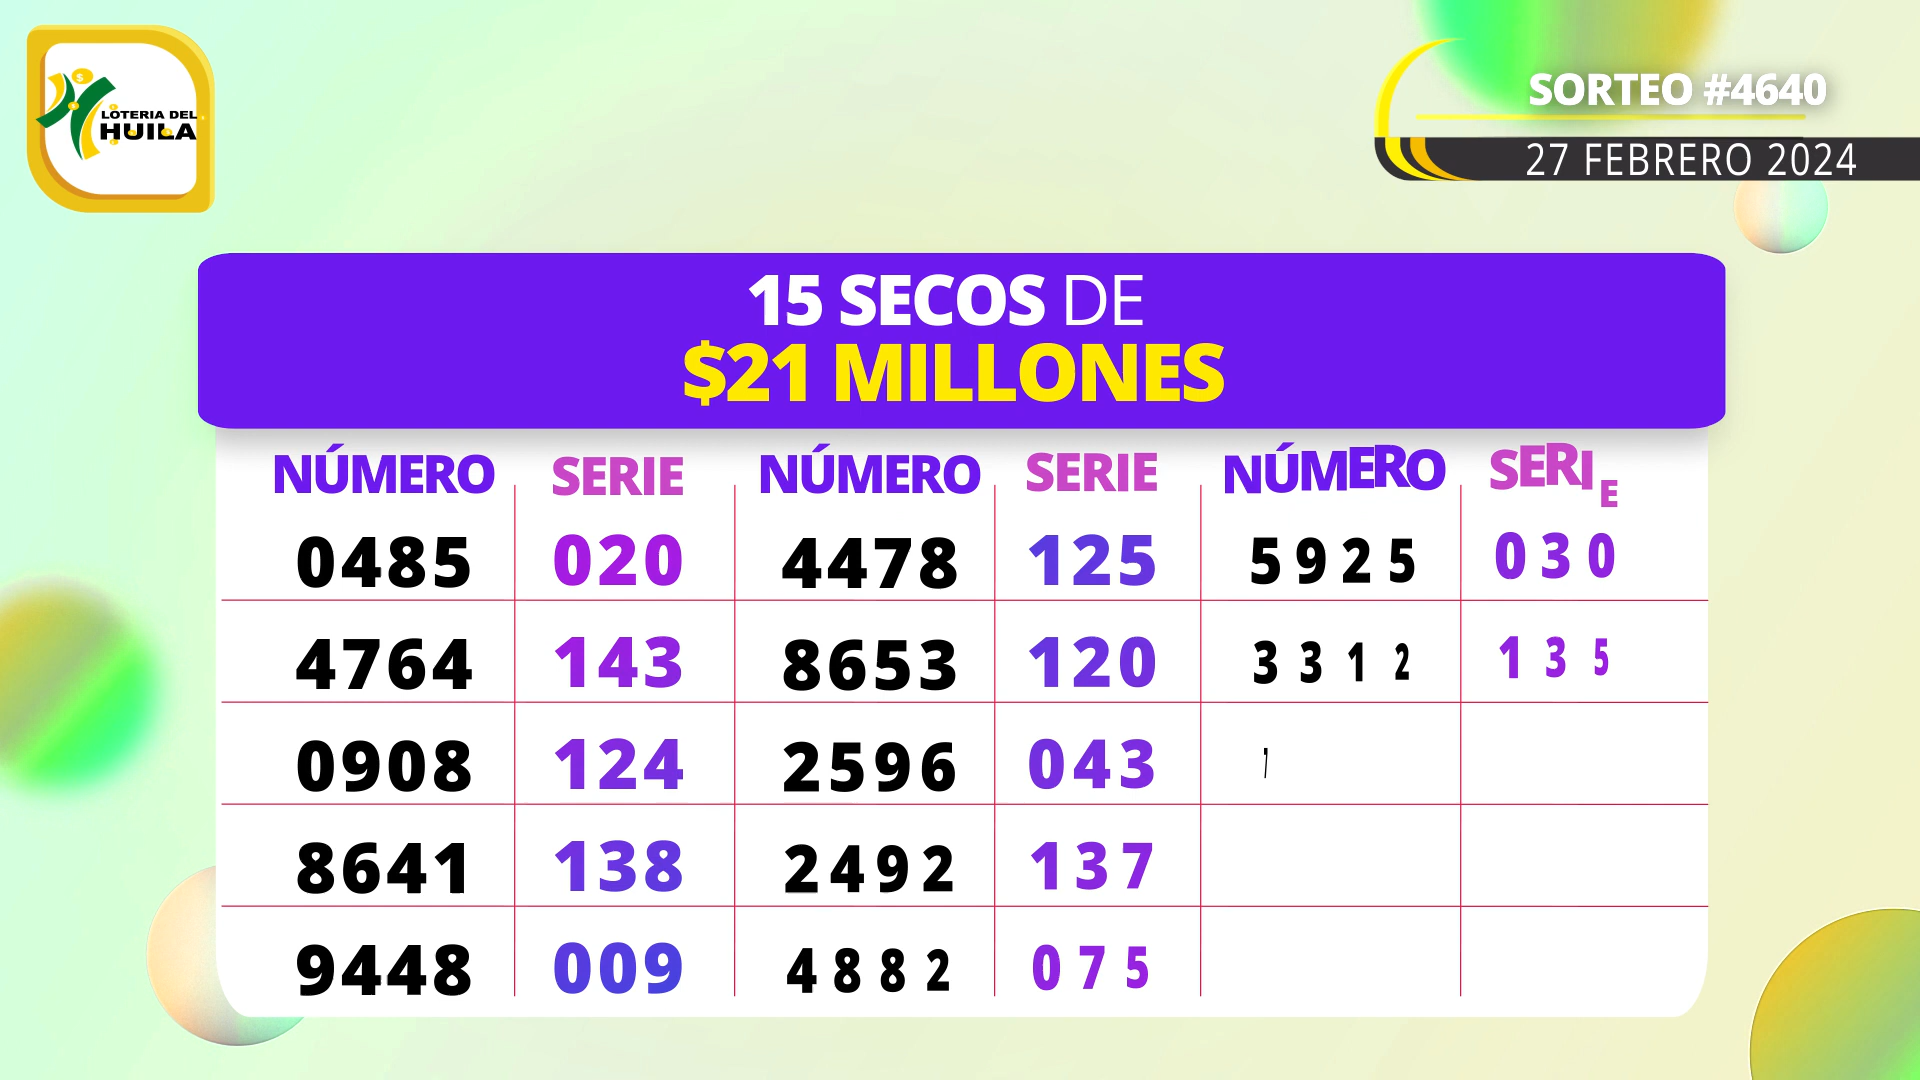 LOTERIA DEL
HUILA
SORTEO #4640
27 FEBRERO 2024
15 SECOS DE
$21 MILLONES
NÚMERO SERIE NÚMERO SERIE NÚMERO SERIE
0485 020 4478 125 5925 030
4764 143 8653 120 3312 135
0908 124 2596 043
8641 138 2492 137
9448 009 4882 075